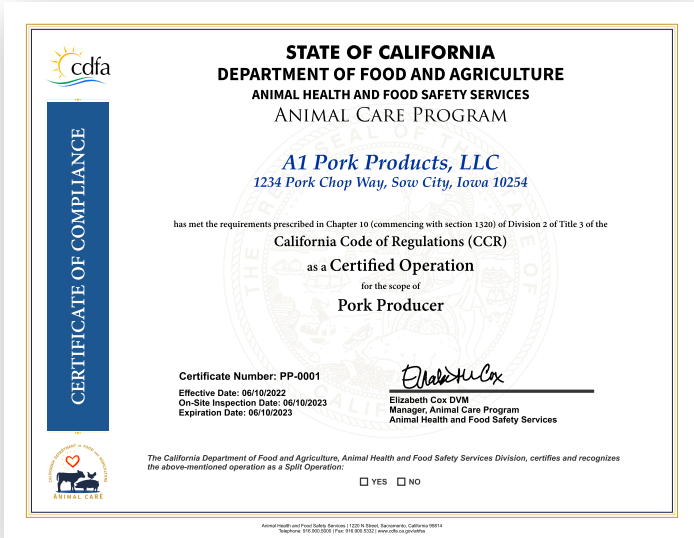 cdfa
STATE OF CALIFORNIA
DEPARTMENT OF FOOD AND AGRICULTURE
ANIMAL HEALTH AND FOOD SAFETY SERVICES
ANIMAL CARE PROGRAM
CERTIFICATE OF COMPLIANCE
A1 Pork Products, LLC
1234 Pork Chop Way, Sow City, Iowa 10254
has met the requirements prescribed in Chapter 10 (commencing with section 1320) of Division 2 of Title 3 of the
California Code of Regulations (CCR)
as a Certified Operation
for the scope of
Pork Producer
Certificate Number: PP-0001
Effective Date: 06/10/2022
On-Site Inspection Date: 06/10/2023
Expiration Date: 06/10/2023
Elizabeth Cox DVM
Manager, Animal Care Program
Animal Health and Food Safety Services
CALIFORNIA DEPARTMENT OF FOOD AND AGRICULTURE
ANIMAL CARE
The California Department of Food and Agriculture, Animal Health and Food Safety Services Division, certifies and recognizes
the above-mentioned operation as a Split Operation:
YES NO
Animal Health and Food Safety Services | 1220 N Street, Sacramento, California 95814
Telephone: 916.900.5000 | Fax: 916.900.5332 | www.cdfa.ca.gov/ahfss